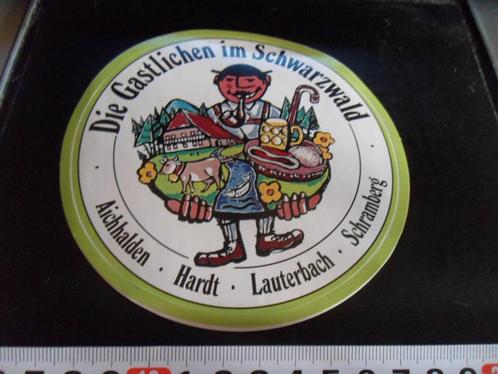 Die Gastlichen im Schwarzwald
Aichhalden · Hardt · Lauterbach · Schramberg